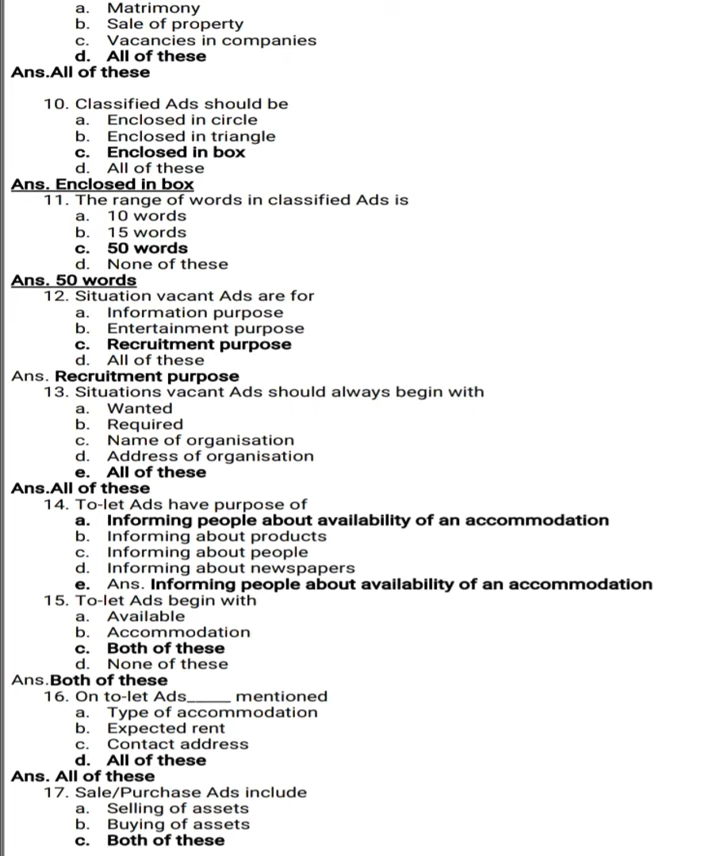 a. Matrimony
b. Sale of property
c. Vacancies in companies
d. All of these
Ans.All of these
10. Classified Ads should be
a. Enclosed in circle
b. Enclosed in triangle
c. Enclosed in box
d. All of these
Ans. Enclosed in box
11. The range of words in classified Ads is
a. 10 words
b. 15 words
c. 50 words
d. None of these
Ans. 50 words
12. Situation vacant Ads are for
a. Information purpose
b. Entertainment purpose
c. Recruitment purpose
d. All of these
Ans. Recruitment purpose
13. Situations vacant Ads should always begin with
a. Wanted
b. Required
c. Name of organisation
d. Address of organisation
e. All of these
Ans.All of these
14. To-let Ads have purpose of
a. Informing people about availability of an accommodation
b. Informing about products
c. Informing about people
d. Informing about newspapers
e. Ans. Informing people about availability of an accommodation
15. To-let Ads begin with
a. Available
b. Accommodation
c. Both of these
d. None of these
Ans.Both of these
16. On to-let Ads_____ mentioned
a. Type of accommodation
b. Expected rent
c. Contact address
d. All of these
Ans. All of these
17. Sale/Purchase Ads include
a. Selling of assets
b. Buying of assets
c. Both of these